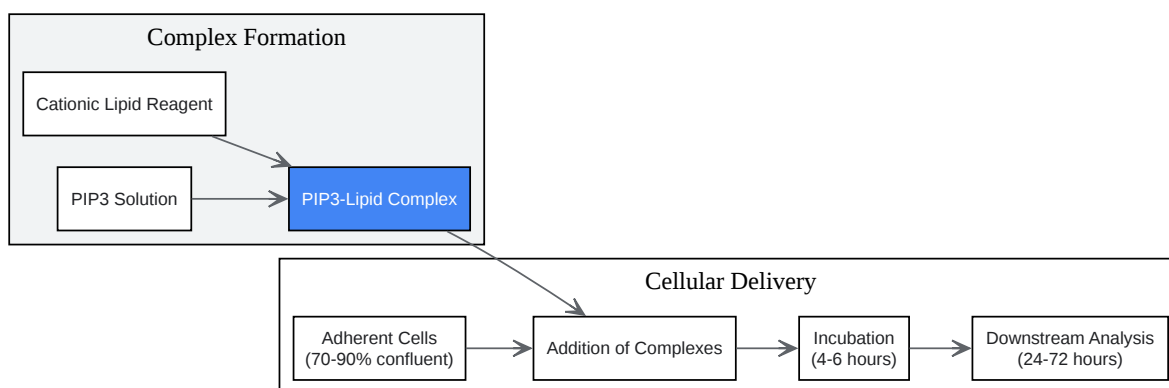 Complex Formation
Cationic Lipid Reagent
PIP3 Solution
PIP3-Lipid Complex
Cellular Delivery
Adherent Cells
(70-90% confluent)
Addition of Complexes
Incubation
(4-6 hours)
Downstream Analysis
(24-72 hours)